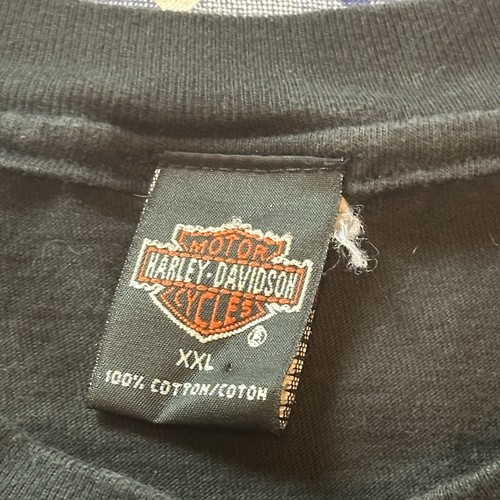 MOTOR
HARLEY-DAVIDSON
CYCLES
®
XXL
100% COTTON/COTON